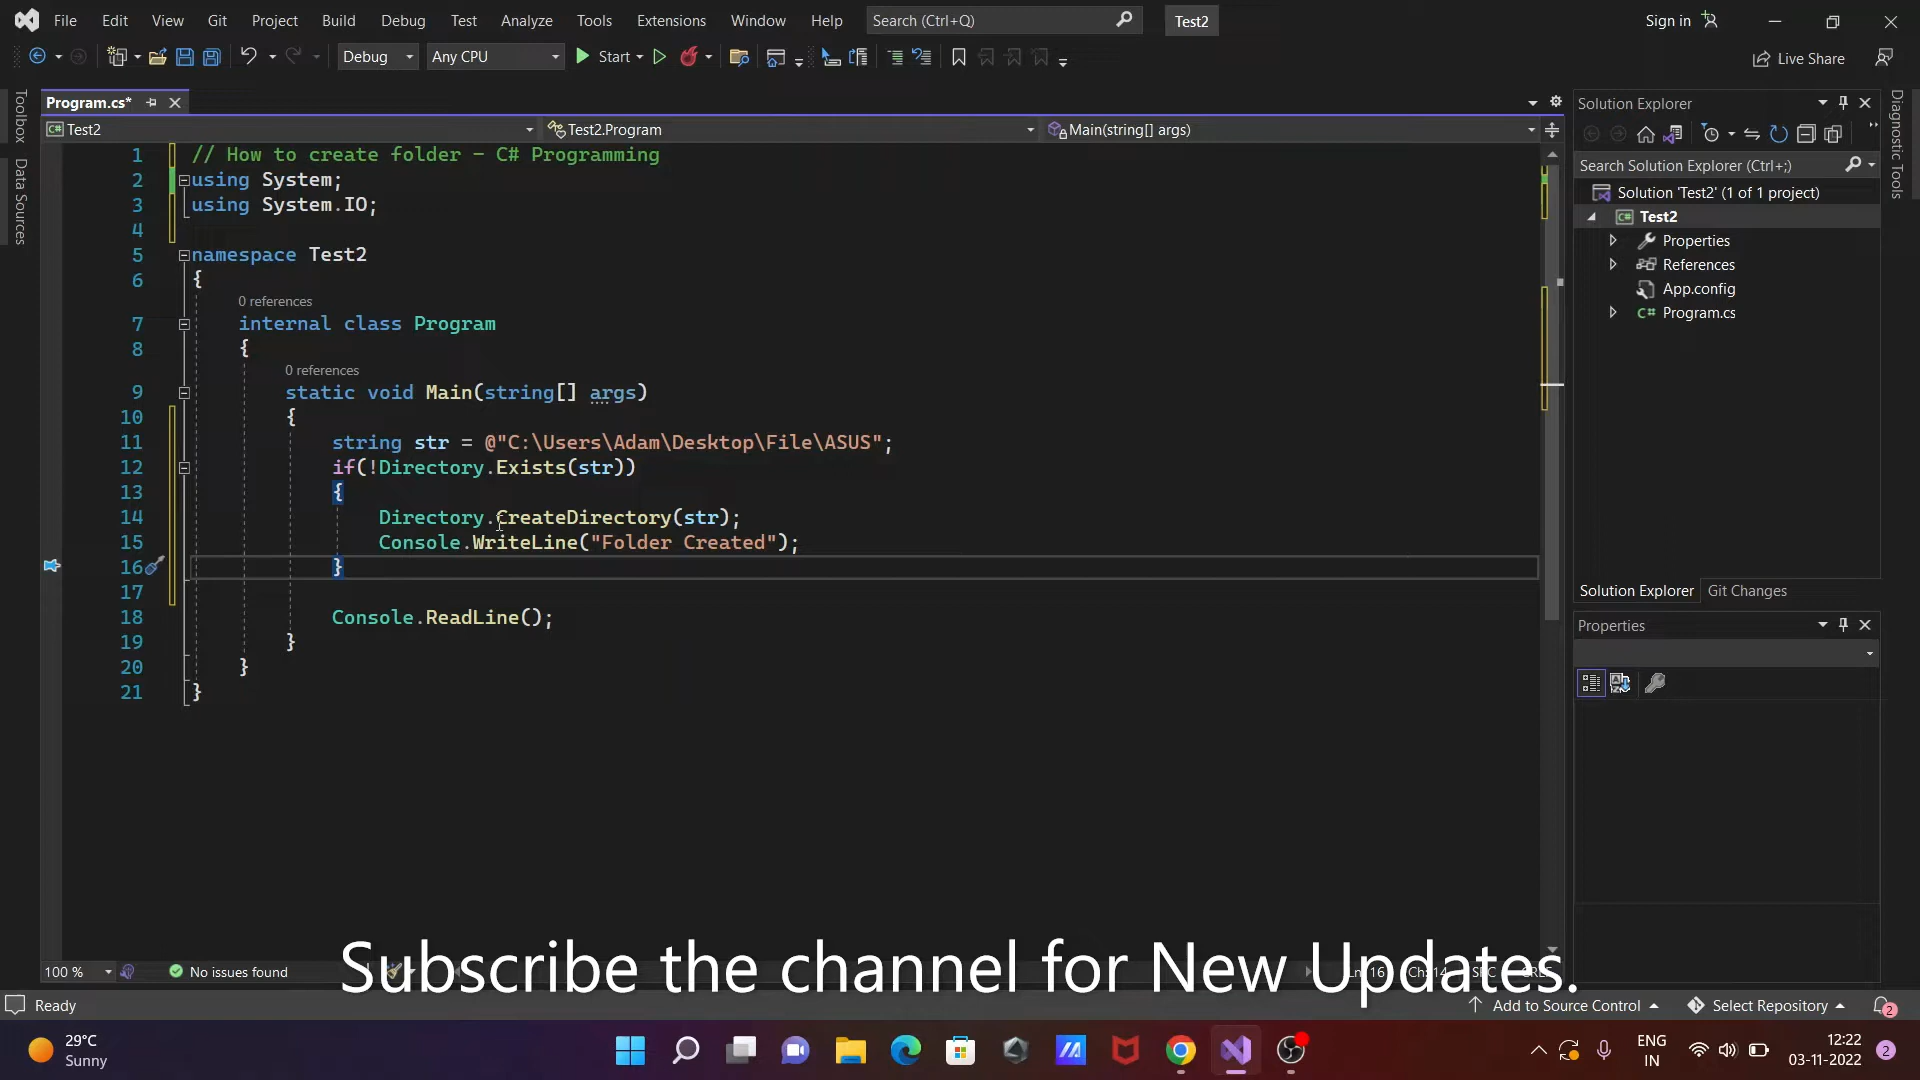 File Edit View Git Project Build Debug Test Analyze Tools Extensions Window Help Search (Ctrl+Q) Test2 Sign in
Debug Any CPU Start Live Share
Toolbox
Data Sources
Program.cs*
Test2 Test2.Program Main(string[] args)
1 // How to create folder - C# Programming
2 using System;
3 using System.IO;
4
5 namespace Test2
6 {
0 references
7 internal class Program
8 {
0 references
9 static void Main(string[] args)
10 {
11 string str = @"C:\Users\Adam\Desktop\File\ASUS";
12 if(!Directory.Exists(str))
13 {
14 Directory.CreateDirectory(str);
15 Console.WriteLine("Folder Created");
16 }
17
18 Console.ReadLine();
19 }
20 }
21 }
Solution Explorer
Search Solution Explorer (Ctrl+;)
Solution 'Test2' (1 of 1 project)
C# Test2
Properties
References
App.config
C# Program.cs
Solution Explorer Git Changes
Properties
Diagnostic Tools
100 % No issues found
Subscribe the channel for New Updates.
Ready Add to Source Control Select Repository 2
29°C
Sunny
ENG
IN
12:22
03-11-2022
2